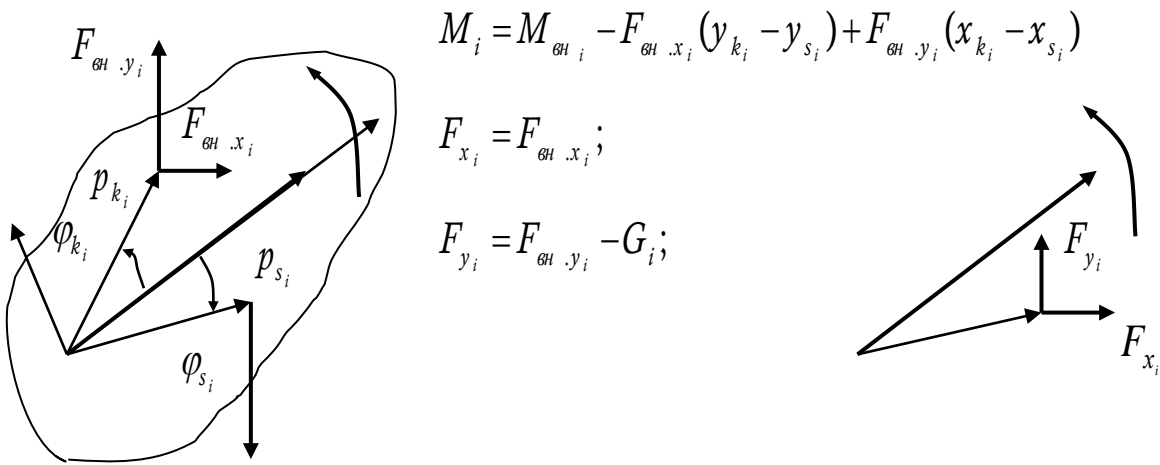 M_i = M_{вн_i} − F_{вн .x_i}(y_{k_i} − y_{s_i}) + F_{вн .y_i}(x_{k_i} − x_{s_i})
F_{вн .y_i}
F_{вн .x_i}
F_{x_i} = F_{вн .x_i};
p_{k_i}
φ_{k_i}
F_{y_i} = F_{вн .y_i} − G_i;
p_{s_i}
φ_{s_i}
F_{y_i}
F_{x_i}